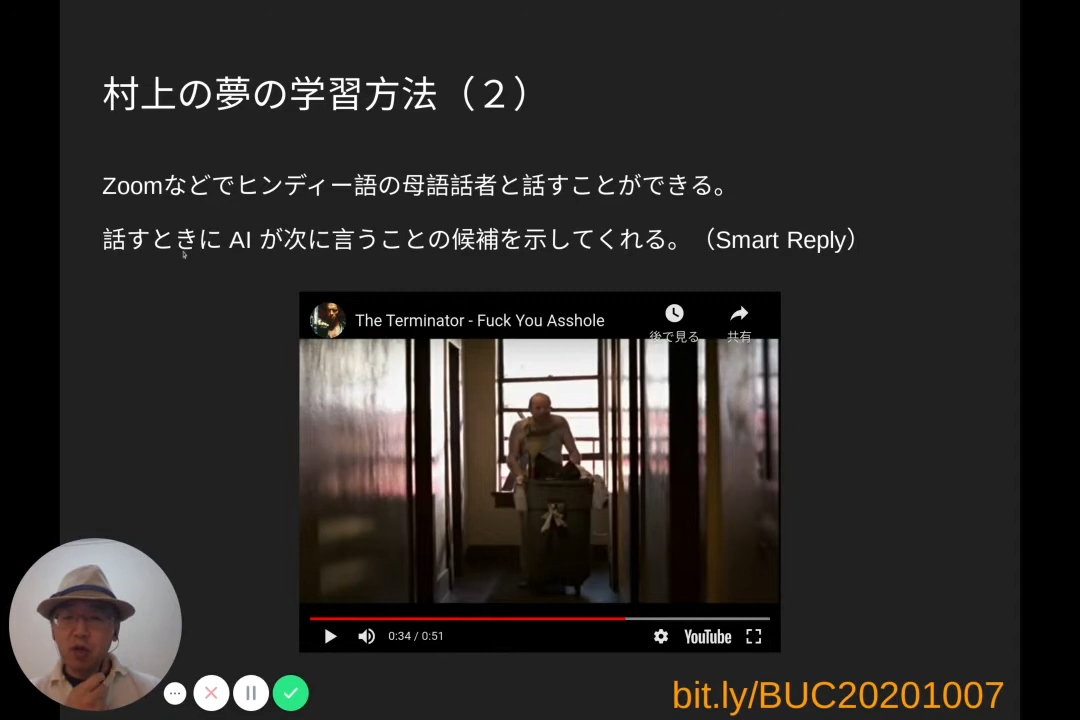 村上の夢の学習方法（２）
Zoomなどでヒンディー語の母語話者と話すことができる。
話すときに AI が次に言うことの候補を示してくれる。（Smart Reply）
The Terminator - Fuck You Asshole
後で見る
共有
0:34 / 0:51
YouTube
bit.ly/BUC20201007